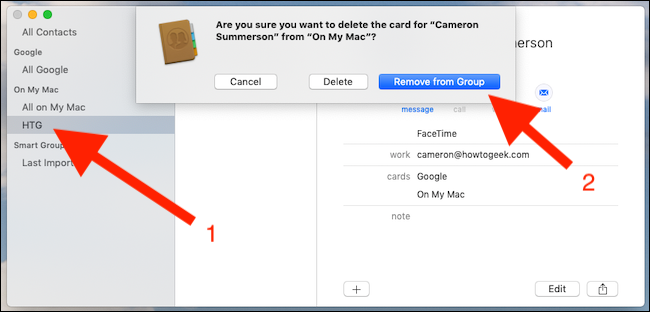 All Contacts
Google
All Google
On My Mac
All on My Mac
HTG
Smart Group
Last Import
1
Are you sure you want to delete the card for “Cameron
Summerson” from “On My Mac”?
Cancel
Delete
Remove from Group
erson
message
call
ail
FaceTime
work cameron@howtogeek.com
cards Google
On My Mac
note
2
+
Edit